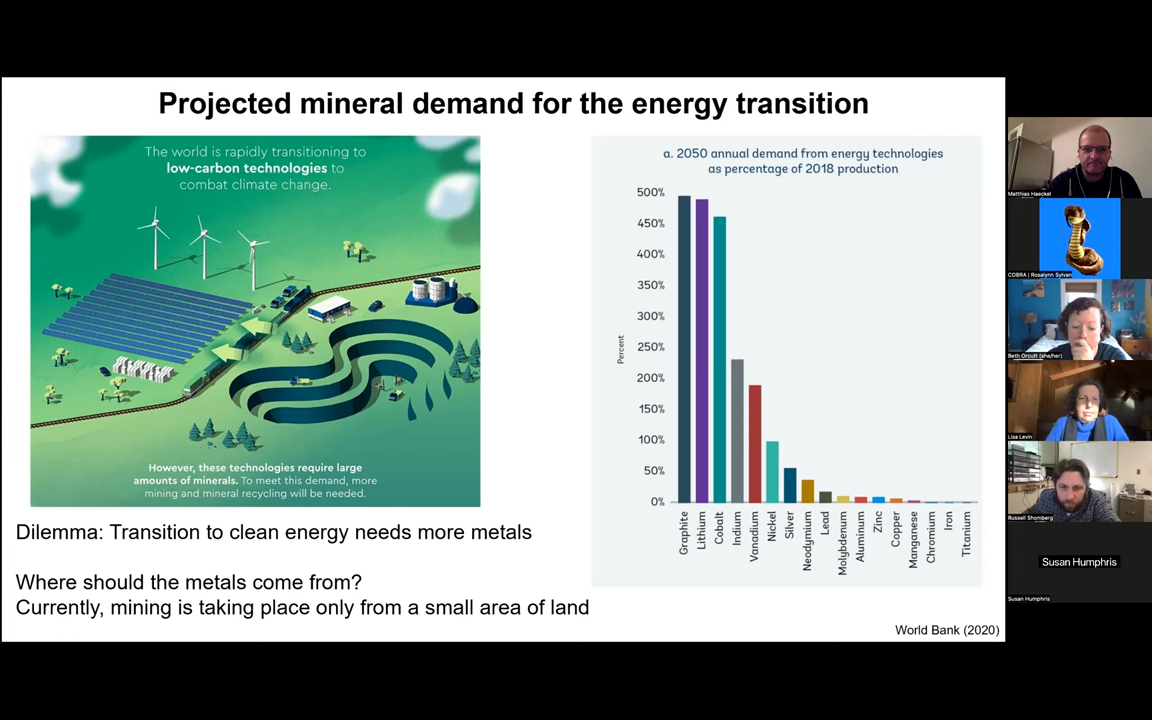 Projected mineral demand for the energy transition
The world is rapidly transitioning to
low-carbon technologies to
combat climate change.
However, these technologies require large
amounts of minerals. To meet this demand, more
mining and mineral recycling will be needed.
a. 2050 annual demand from energy technologies
as percentage of 2018 production
500%
450%
400%
350%
300%
250%
200%
150%
100%
50%
0%
Percent
Graphite
Lithium
Cobalt
Indium
Vanadium
Nickel
Silver
Neodymium
Lead
Molybdenum
Aluminum
Zinc
Copper
Manganese
Chromium
Iron
Titanium
Dilemma: Transition to clean energy needs more metals
Where should the metals come from?
Currently, mining is taking place only from a small area of land
World Bank (2020)
Matthias Haeckel
COBRA | Rosalynn Sylvan
Beth Orcutt (she/her)
Lisa Levin
Russell Shomberg
Susan Humphris
Susan Humphris